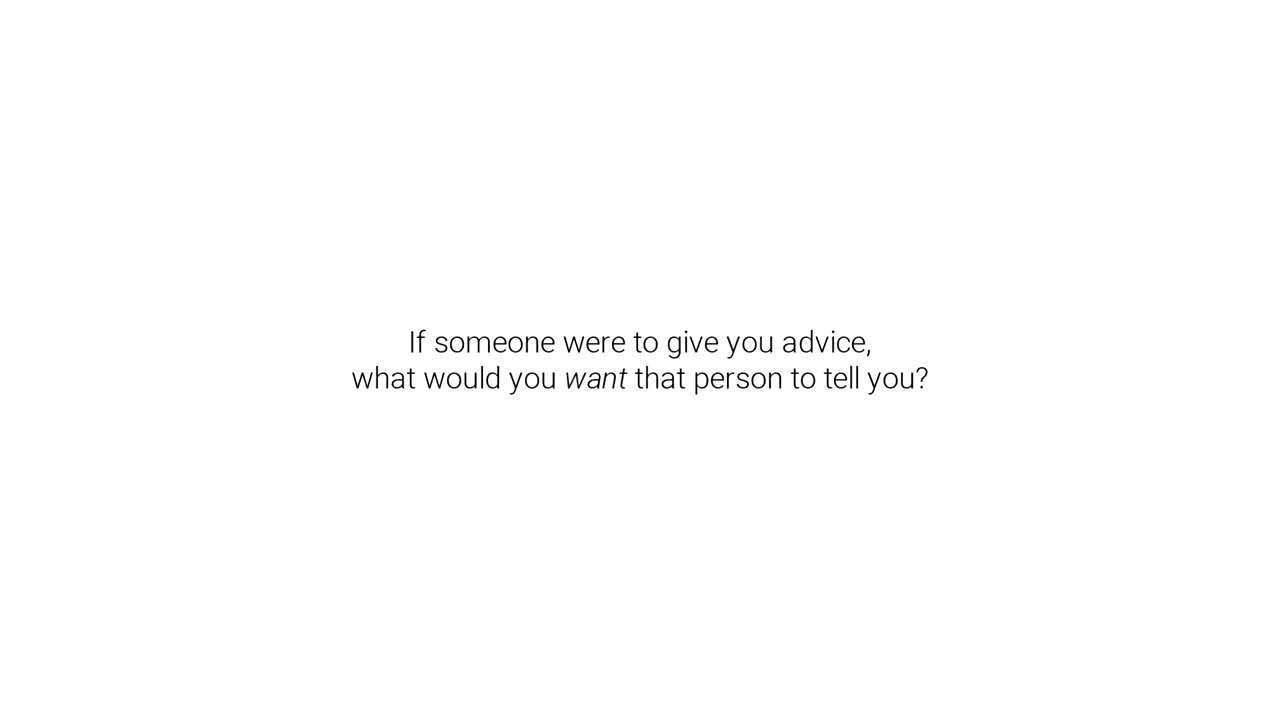 If someone were to give you advice,
what would you want that person to tell you?